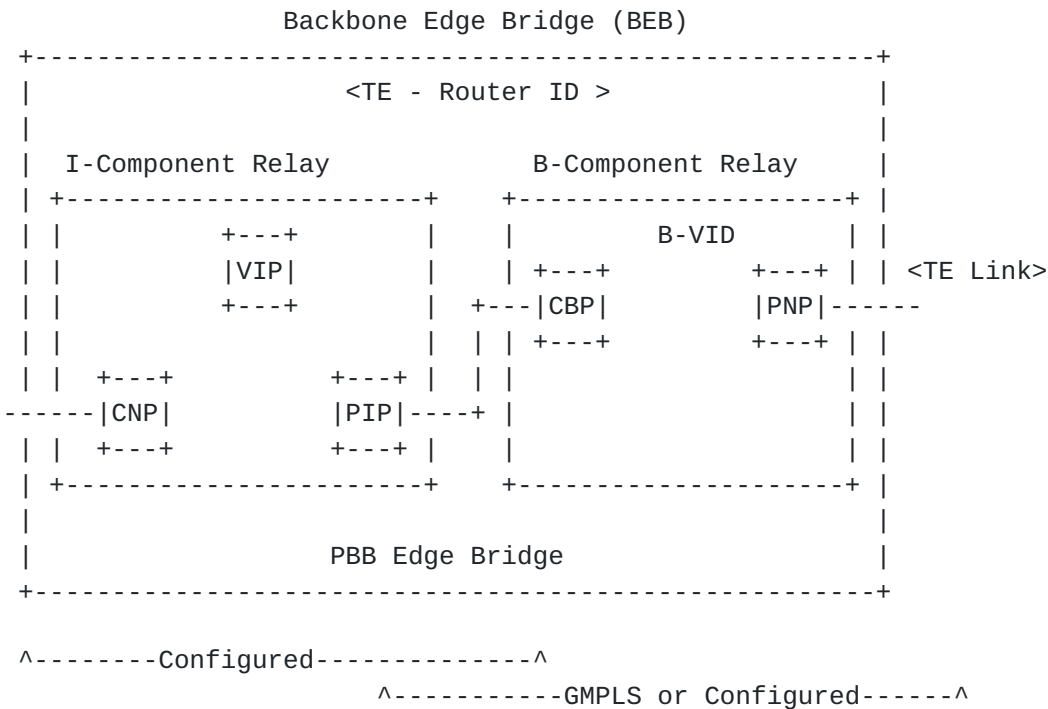 Backbone Edge Bridge (BEB)
<TE - Router ID >
I-Component Relay B-Component Relay
B-VID
VIP <TE Link>
CBP PNP
CNP PIP
PBB Edge Bridge
^--------Configured--------------^
^-----------GMPLS or Configured------^